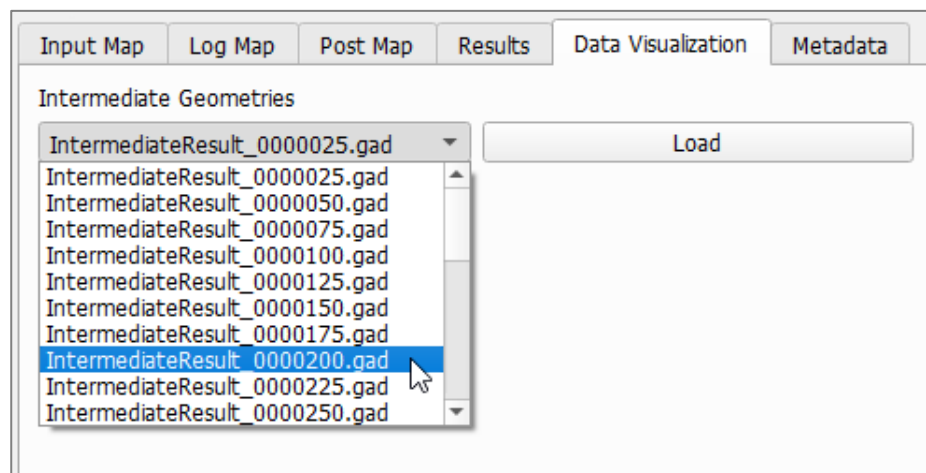 Input Map Log Map Post Map Results Data Visualization Metadata
Intermediate Geometries
IntermediateResult_0000025.gad Load
IntermediateResult_0000025.gad
IntermediateResult_0000050.gad
IntermediateResult_0000075.gad
IntermediateResult_0000100.gad
IntermediateResult_0000125.gad
IntermediateResult_0000150.gad
IntermediateResult_0000175.gad
IntermediateResult_0000200.gad
IntermediateResult_0000225.gad
IntermediateResult_0000250.gad